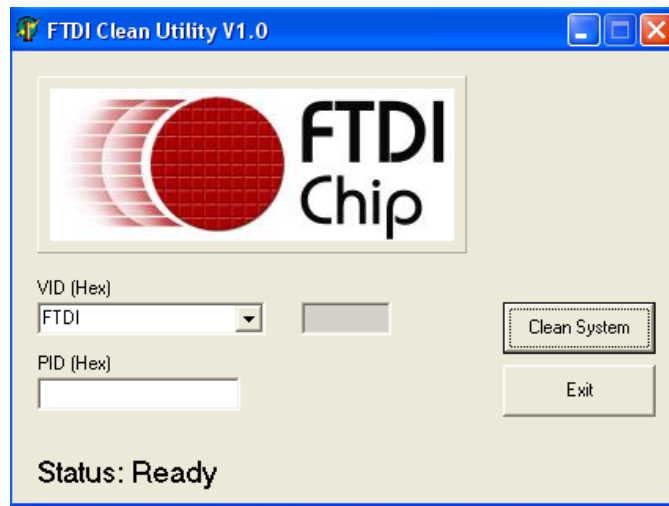 FTDI Clean Utility V1.0
FTDI
Chip
VID (Hex)
FTDI
Clean System
PID (Hex)
Exit
Status: Ready